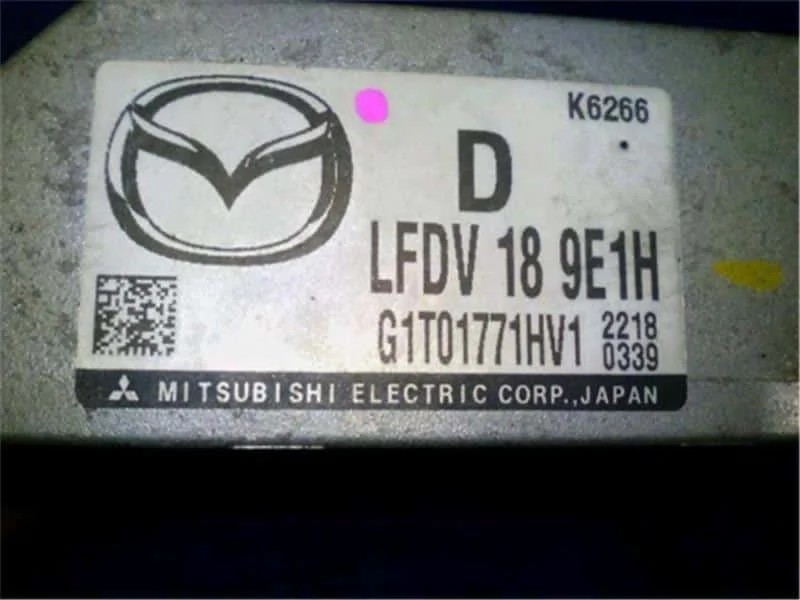 K6266
D
LFDV 18 9E1H
G1T01771HV1 2218
0339
MITSUBISHI ELECTRIC CORP.,JAPAN